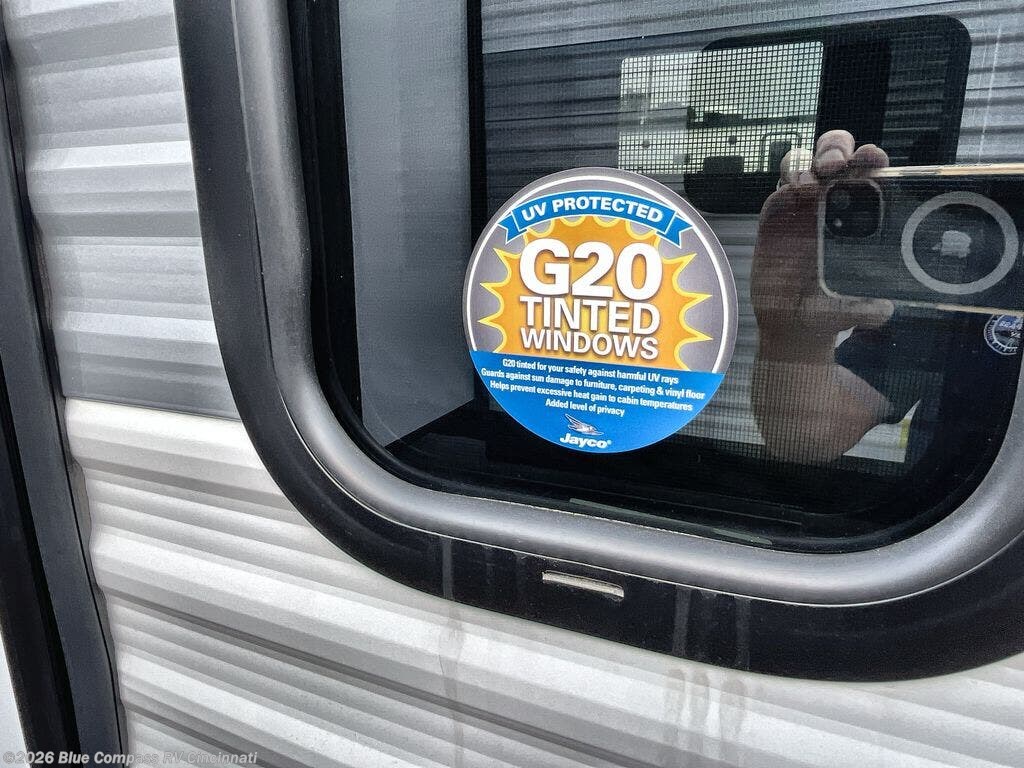 UV PROTECTED
G20
TINTED
WINDOWS
G20 tinted for your safety against harmful UV rays
Guards against sun damage to furniture, carpeting & vinyl floor
Helps prevent excessive heat gain to cabin temperatures
Added level of privacy
Jayco®
©2026 Blue Compass RV Cincinnati